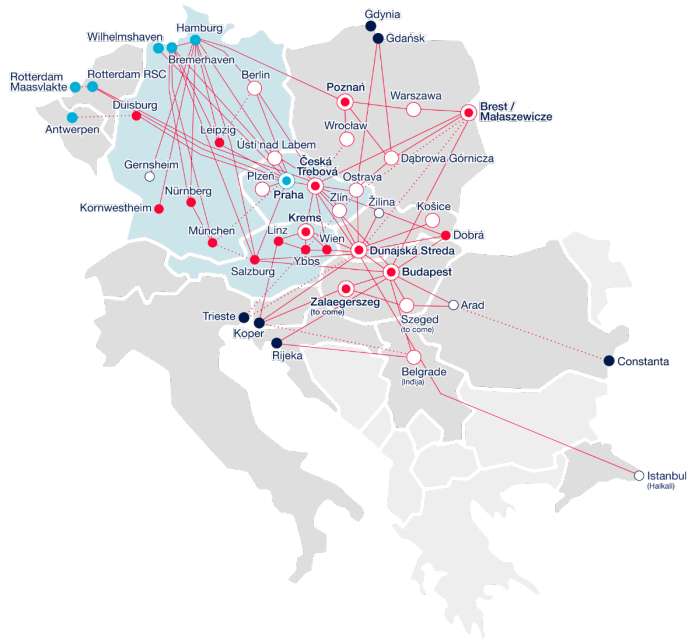 Gdynia
Gdańsk
Hamburg
Wilhelmshaven
Bremerhaven
Rotterdam
Maasvlakte
Rotterdam RSC
Berlin
Duisburg
Antwerpen
Leipzig
Poznań
Warszawa
Brest /
Małaszewicze
Wrocław
Ústí nad Labem
Dąbrowa Górnicza
Česká
Třebová
Gernsheim
Plzeň
Praha
Ostrava
Nürnberg
Kornwestheim
Zlín
Žilina
Košice
Krems
München
Linz
Wien
Dobrá
Ybbs
Dunajská Streda
Salzburg
Budapest
Zalaegerszeg
(to come)
Szeged
(to come)
Arad
Trieste
Koper
Rijeka
Belgrade
(Inđija)
Constanta
Istanbul
(Halkali)